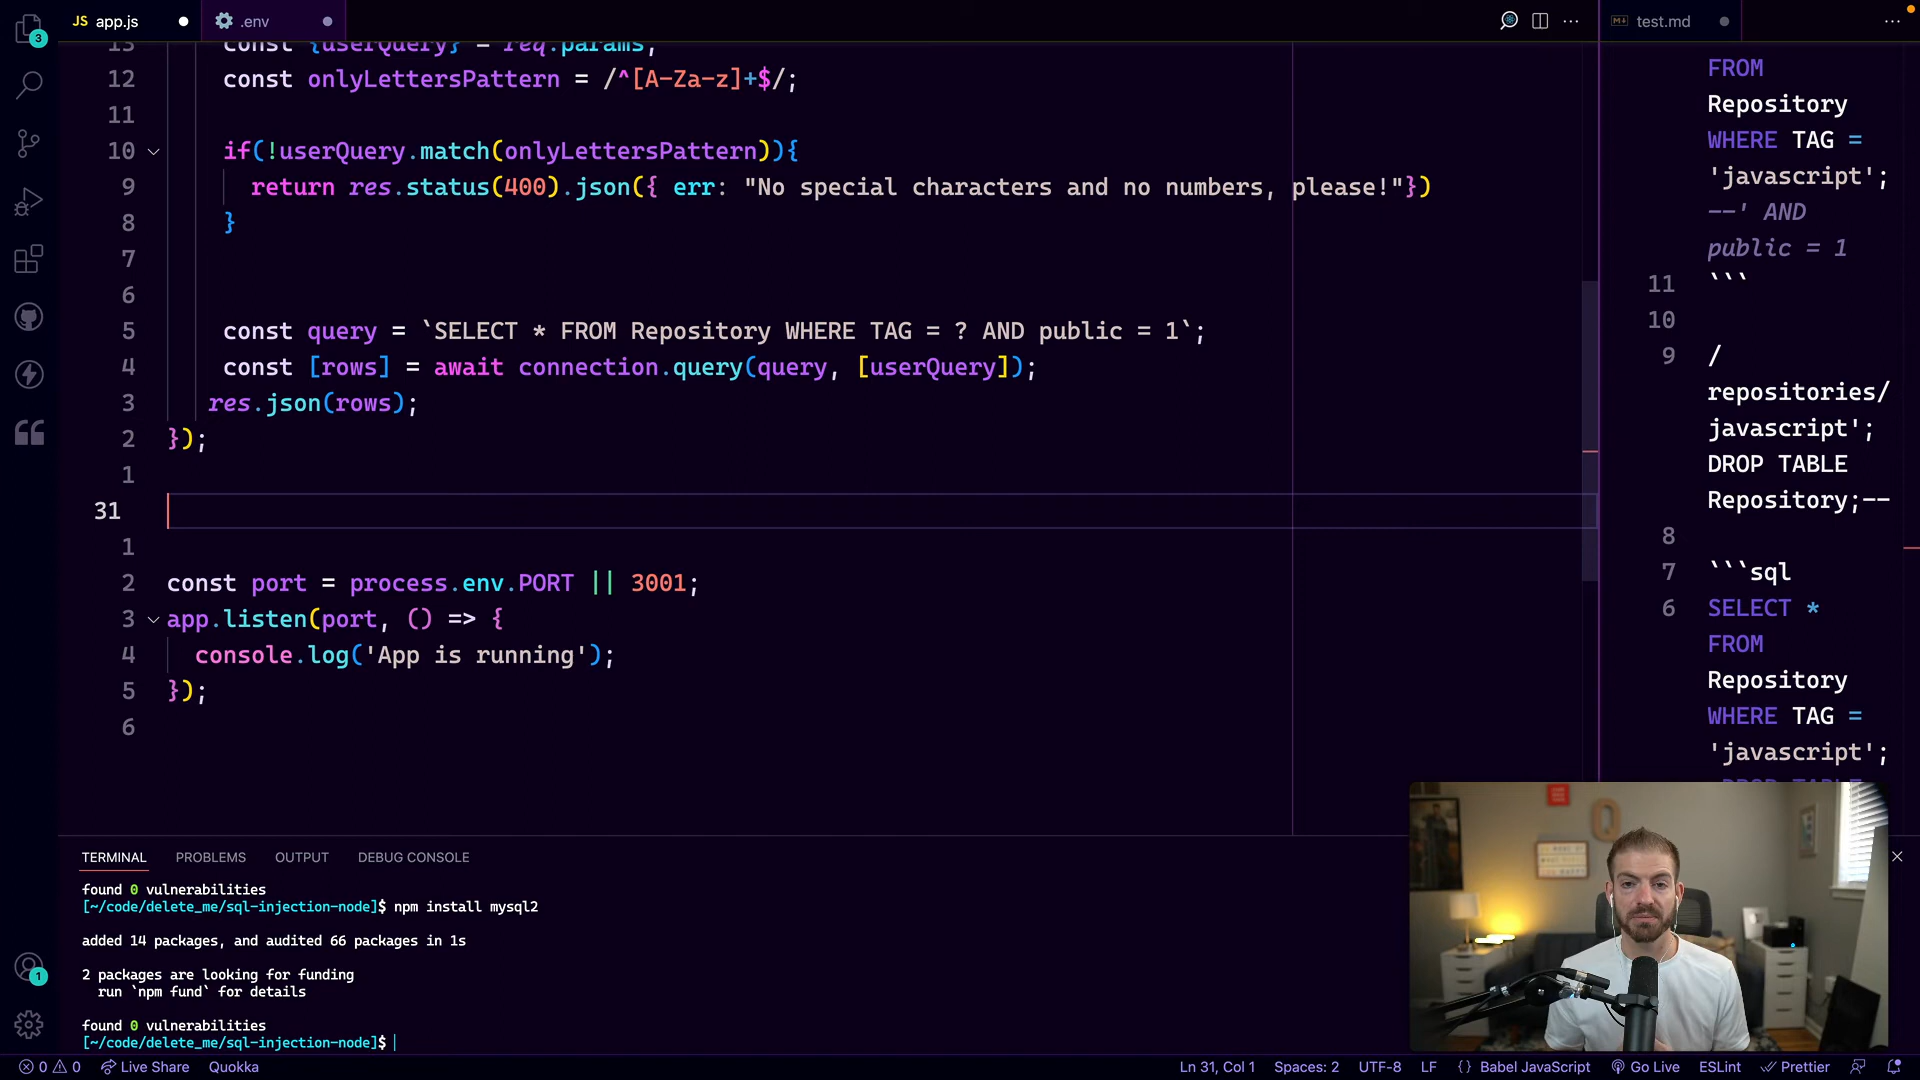 JS app.js
.env
test.md
3
13 const {userQuery} = req.params;
12 const onlyLettersPattern = /^[A-Za-z]+$/;
11
10 if(!userQuery.match(onlyLettersPattern)){
9 return res.status(400).json({ err: "No special characters and no numbers, please!"})
8 }
7
6
5 const query = `SELECT * FROM Repository WHERE TAG = ? AND public = 1`;
4 const [rows] = await connection.query(query, [userQuery]);
3 res.json(rows);
2 });
1
31
1
2 const port = process.env.PORT || 3001;
3 app.listen(port, () => {
4 console.log('App is running');
5 });
6
FROM
Repository
WHERE TAG =
'javascript';
--' AND
public = 1
11 ```
10
9 /
repositories/
javascript';
DROP TABLE
Repository;--
8
7 ```sql
6 SELECT *
FROM
Repository
WHERE TAG =
'javascript';
DROP TABLE
TERMINAL PROBLEMS OUTPUT DEBUG CONSOLE
found 0 vulnerabilities
[~/code/delete_me/sql-injection-node]$ npm install mysql2
added 14 packages, and audited 66 packages in 1s
2 packages are looking for funding
run `npm fund` for details
found 0 vulnerabilities
[~/code/delete_me/sql-injection-node]$
1
0 0 Live Share Quokka Ln 31, Col 1 Spaces: 2 UTF-8 LF {} Babel JavaScript Go Live ESLint Prettier